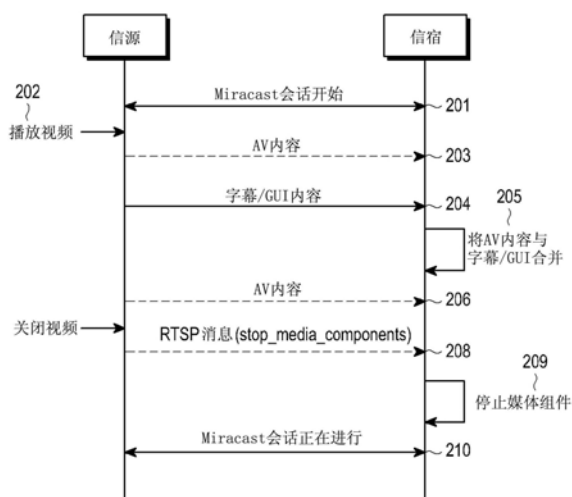 信源
信宿
Miracast会话开始
201
202
播放视频
AV内容
203
字幕/GUI内容
204
205
将AV内容与
字幕/GUI合并
AV内容
206
关闭视频
RTSP 消息(stop_media_components)
208
209
停止媒体组件
Miracast会话正在进行
210